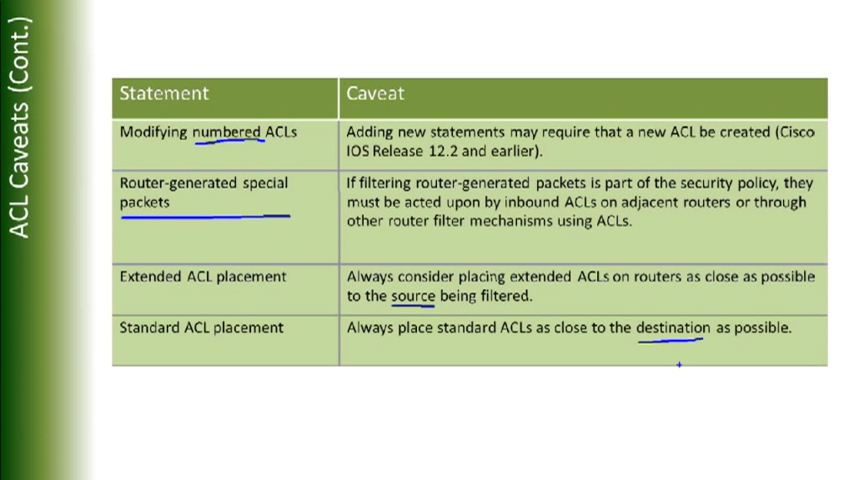 ACL Caveats (Cont.)
Statement
Caveat
Modifying numbered ACLs
Adding new statements may require that a new ACL be created (Cisco
IOS Release 12.2 and earlier).
Router-generated special
packets
If filtering router-generated packets is part of the security policy, they
must be acted upon by inbound ACLs on adjacent routers or through
other router filter mechanisms using ACLs.
Extended ACL placement
Always consider placing extended ACLs on routers as close as possible
to the source being filtered.
Standard ACL placement
Always place standard ACLs as close to the destination as possible.